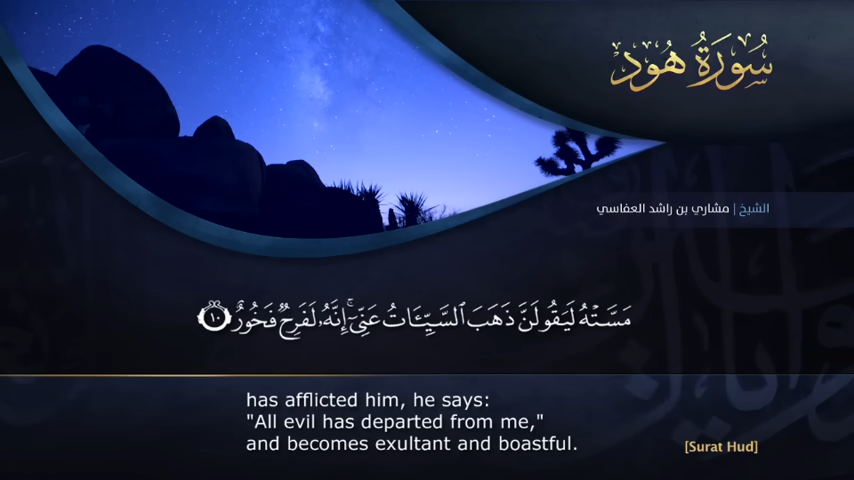 سُورَةُ هُودٍ
الشيخ | مشاري بن راشد العفاسي
مَسَّتْهُ لَيَقُولَنَّ ذَهَبَ ٱلسَّيِّـَٔاتُ عَنِّىٓ ۚ إِنَّهُۥ لَفَرِحٌ فَخُورٌ ١٠
has afflicted him, he says:
"All evil has departed from me,"
and becomes exultant and boastful.
[Surat Hud]